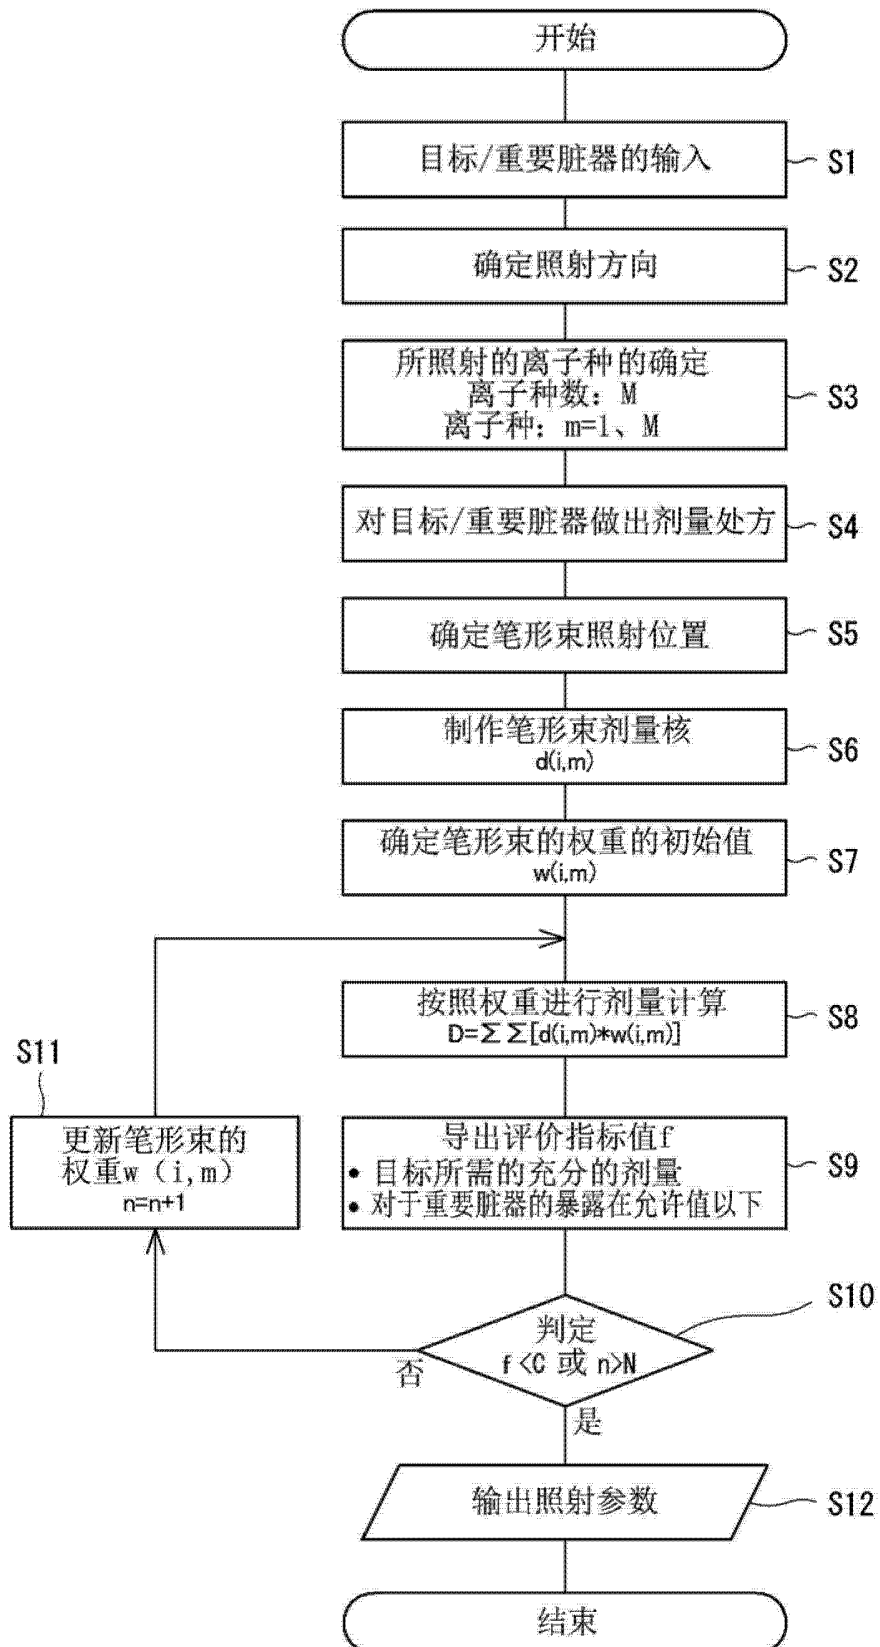 开始
目标/重要脏器的输入
S1
确定照射方向
S2
所照射的离子种的确定
离子种数：M
离子种；m=1、M
S3
对目标/重要脏器做出剂量处方
S4
确定笔形束照射位置
S5
制作笔形束剂量核
d(i,m)
S6
确定笔形束的权重的初始值
w(i,m)
S7
按照权重进行剂量计算
D=ΣΣ[d(i,m)*w(i,m)]
S8
S11
更新笔形束的
权重w（i,m）
n=n+1
导出评价指标值f
• 目标所需的充分的剂量
• 对于重要脏器的暴露在允许值以下
S9
S10
判定
f<C 或 n>N
否
是
输出照射参数
S12
结束